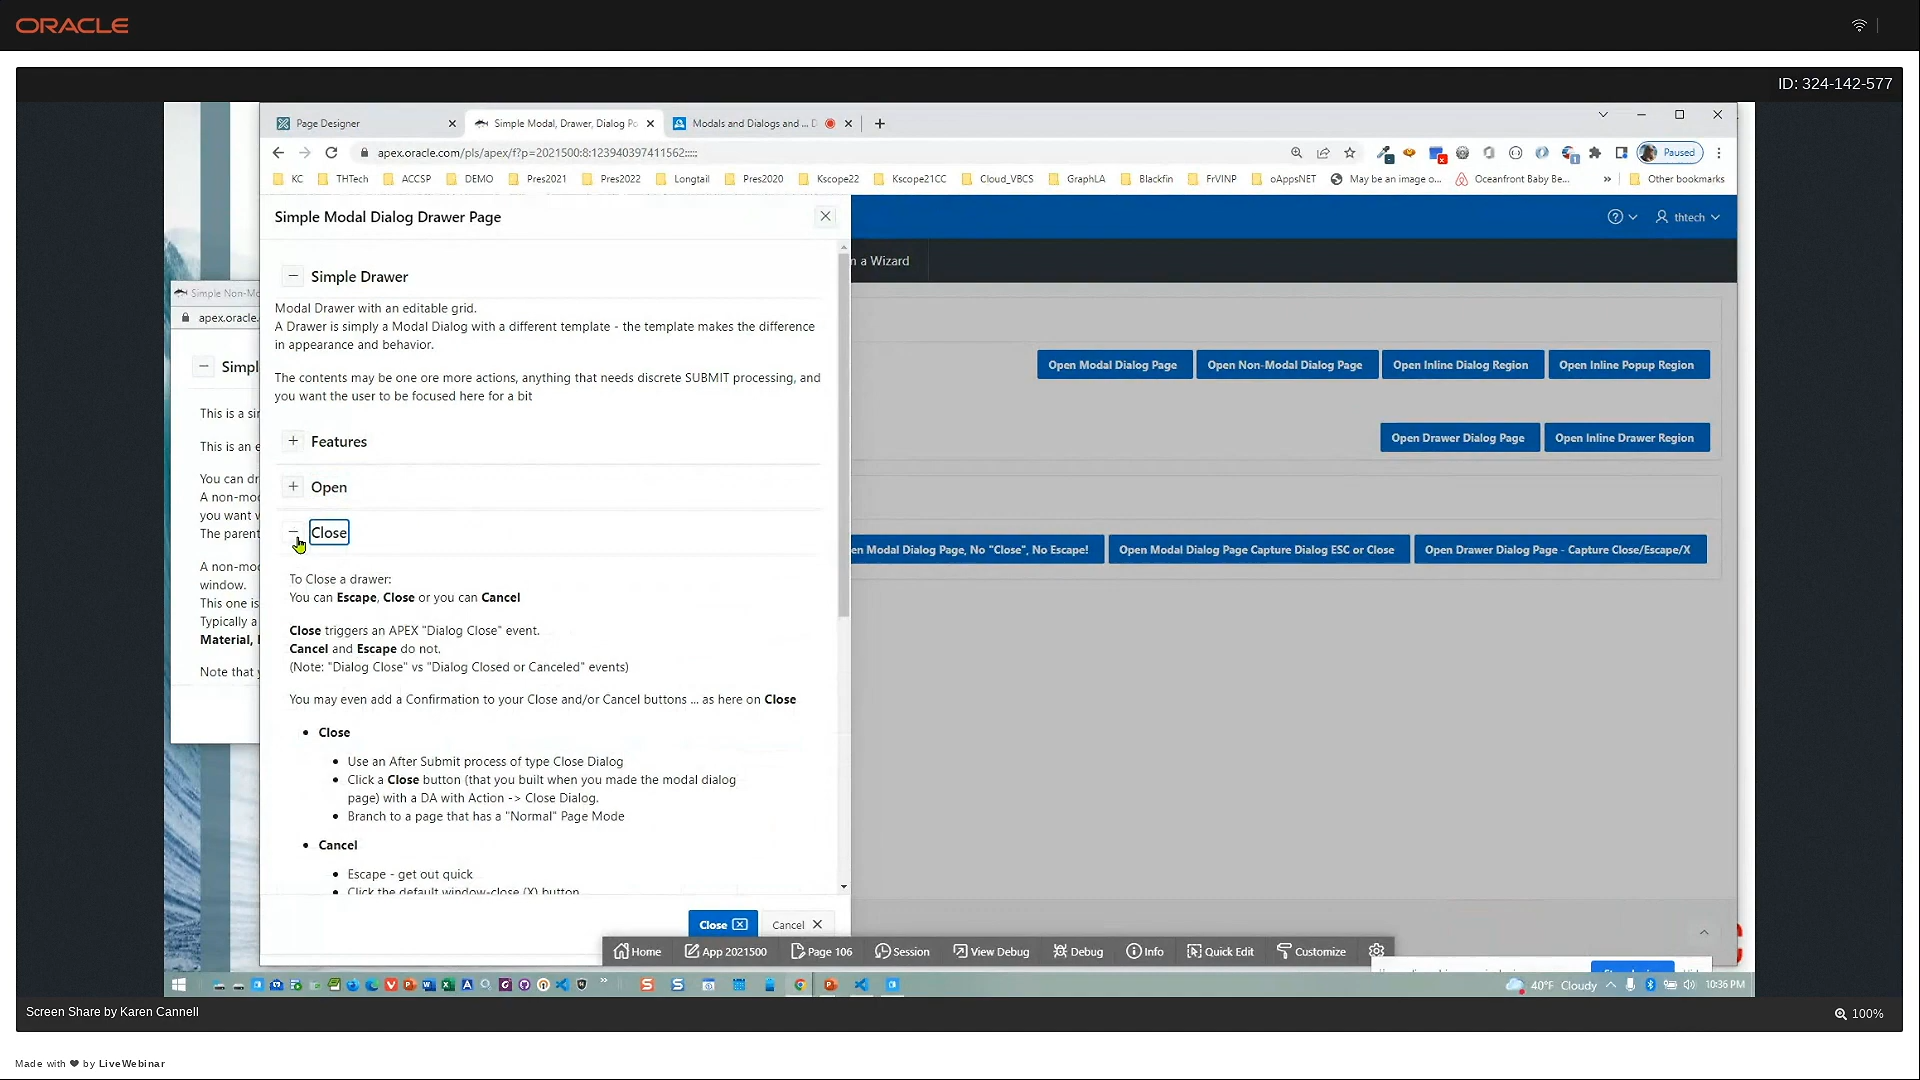 ORACLE
ID: 324-142-577
Page Designer
Simple Modal, Drawer, Dialog Po
Modals and Dialogs and ... D
apex.oracle.com/pls/apex/f?p=2021500:8:123940397411562:::::
Paused
KC
THTech
ACCSP
DEMO
Pres2021
Pres2022
Longtail
Pres2020
Kscope22
Kscope21CC
Cloud_VBCS
GraphLA
Blackfin
FrVINP
oAppsNET
May be an image o...
Oceanfront Baby Be...
»
Other bookmarks
Simple Modal Dialog Drawer Page
thtech
n a Wizard
Simple Drawer
Modal Drawer with an editable grid.
A Drawer is simply a Modal Dialog with a different template - the template makes the difference
in appearance and behavior.
The contents may be one ore more actions, anything that needs discrete SUBMIT processing, and
you want the user to be focused here for a bit
Features
Open
Close
To Close a drawer:
You can Escape, Close or you can Cancel
Close triggers an APEX "Dialog Close" event.
Cancel and Escape do not.
(Note: "Dialog Close" vs "Dialog Closed or Canceled" events)
You may even add a Confirmation to your Close and/or Cancel buttons ... as here on Close
• Close
• Use an After Submit process of type Close Dialog
• Click a Close button (that you built when you made the modal dialog
page) with a DA with Action -> Close Dialog.
• Branch to a page that has a "Normal" Page Mode
• Cancel
• Escape - get out quick
• Click the default window-close (X) button
Close
Cancel
Simple Non-Mo
apex.oracle.
Simpl
This is a sir
This is an e
You can dr
A non-mo
you want v
The parent
A non-mo
window.
This one is
Typically a
Material, I
Note that y
Open Modal Dialog Page
Open Non-Modal Dialog Page
Open Inline Dialog Region
Open Inline Popup Region
Open Drawer Dialog Page
Open Inline Drawer Region
en Modal Dialog Page, No "Close", No Escape!
Open Modal Dialog Page Capture Dialog ESC or Close
Open Drawer Dialog Page - Capture Close/Escape/X
Home
App 2021500
Page 106
Session
View Debug
Debug
Info
Quick Edit
Customize
40°F Cloudy
10:36 PM
Screen Share by Karen Cannell
100%
Made with ❤ by LiveWebinar